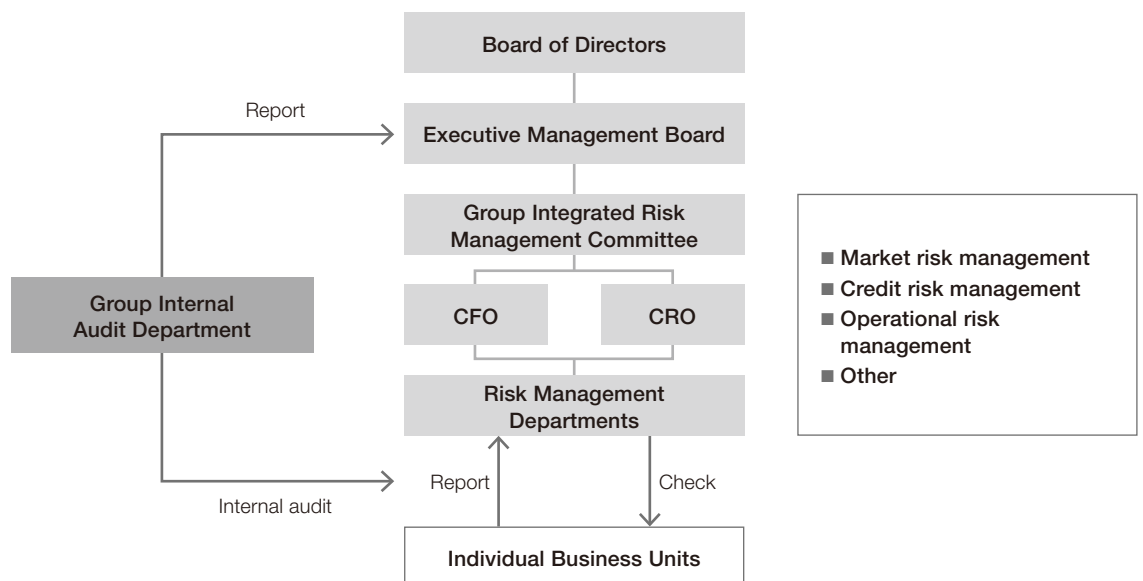 Board of Directors
Report
Executive Management Board
Group Integrated Risk
Management Committee
Group Internal
Audit Department
CFO
CRO
Risk Management
Departments
Internal audit
Report
Check
Individual Business Units
Market risk management
Credit risk management
Operational risk
management
Other